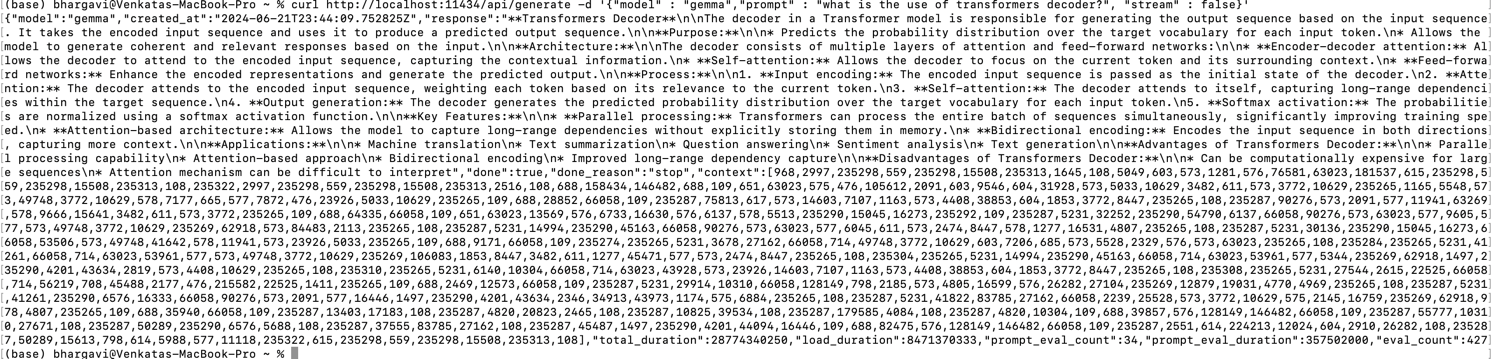 (base) bhargavi@Venkatas-MacBook-Pro ~ % curl http://localhost:11434/api/generate -d '{"model" : "gemma","prompt" : "what is the use of transformers decoder?", "stream" : false}'
{"model":"gemma","created_at":"2024-06-21T23:44:09.752825Z","response":"**Transformers Decoder**\n\nThe decoder in a Transformer model is responsible for generating the output sequence based on the input sequence
. It takes the encoded input sequence and uses it to produce a predicted output sequence.\n\n**Purpose:**\n\n* Predicts the probability distribution over the target vocabulary for each input token.\n* Allows the
model to generate coherent and relevant responses based on the input.\n\n**Architecture:**\n\nThe decoder consists of multiple layers of attention and feed-forward networks:\n\n* **Encoder-decoder attention** Al
lows the decoder to attend to the encoded input sequence, capturing the contextual information.\n* **Self-attention:** Allows the decoder to focus on the current token and its surrounding context.\n* **Feed-forwa
rd networks:** Enhance the encoded representations and generate the predicted output.\n\n**Process:**\n\n1. **Input encoding:** The encoded input sequence is passed as the initial state of the decoder.\n2. **Atte
ntion:** The decoder attends to the encoded input sequence, weighting each token based on its relevance to the current token.\n3. **Self-attention:** The decoder attends to itself, capturing long-range dependenci
es within the target sequence.\n4. **Output generation:** The decoder generates the predicted probability distribution over the target vocabulary for each input token.\n5. **Softmax activation:** The probabilitie
s are normalized using a softmax activation function.\n\n**Key Features:**\n\n* **Parallel processing:** Transformers can process the entire batch of sequences simultaneously, significantly improving training spe
ed.\n* **Attention-based architecture:** Allows the model to capture long-range dependencies without explicitly storing them in memory.\n* **Bidirectional encoding:** Encodes the input sequence in both directions
, capturing more context.\n\n**Applications:**\n\n* Machine translation\n* Text summarization\n* Question answering\n* Sentiment analysis\n* Text generation\n\n**Advantages of Transformers Decoder:**\n\n* Paralle
l processing capability\n* Attention-based approach\n* Bidirectional encoding\n* Improved long-range dependency capture\n\n**Disadvantages of Transformers Decoder:**\n\n* Can be computationally expensive for larg
e sequences\n* Attention mechanism can be difficult to interpret","done":true,"done_reason":"stop","context":[968,2997,235298,559,235298,15508,235313,1645,108,5049,603,573,1281,576,76581,63023,181537,615,235298,5
59,235298,15508,235313,108,235322,2997,235298,559,235298,15508,235313,2516,108,688,158434,146482,688,109,651,63023,575,476,105612,2091,603,9546,604,31928,573,5033,10629,3482,611,573,3772,10629,235265,1165,5548,57
3,49748,3772,10629,578,7177,665,577,7872,476,23926,5033,10629,235265,109,688,28852,66058,109,235287,75813,617,573,14603,7107,1163,573,4408,38853,604,1853,3772,8447,235265,108,235287,90276,573,2091,577,11941,63269
,578,9666,15641,3482,611,573,3772,235265,109,688,64335,66058,109,651,63023,13569,576,6733,16630,576,6137,578,5513,235290,15045,16273,235292,109,235287,5231,32252,235290,54790,6137,66058,90276,573,63023,577,9605,5
77,573,49748,3772,10629,235269,62918,573,84483,2113,235265,108,235287,5231,14994,235290,45163,66058,90276,573,63023,577,6045,611,573,2474,8447,578,1277,16531,4807,235265,108,235287,5231,30136,235290,15045,16273,6
6058,53506,573,49748,41642,578,11941,573,23926,5033,235265,109,688,9171,66058,109,235274,235265,5231,3678,27162,66058,714,49748,3772,10629,603,7206,685,573,5528,2329,576,573,63023,235265,108,235284,235265,5231,41
261,66058,714,63023,53961,577,573,49748,3772,10629,235269,106083,1853,8447,3482,611,1277,45471,577,573,2474,8447,235265,108,235304,235265,5231,14994,235290,45163,66058,714,63023,53961,577,5344,235269,62918,1497,2
35290,4201,43634,2819,573,4408,10629,235265,108,235310,235265,5231,6140,10304,66058,714,63023,43928,573,23926,14603,7107,1163,573,4408,38853,604,1853,3772,8447,235265,108,235308,235265,5231,27544,2615,22525,66058
,714,56219,708,45488,2177,476,215582,22525,1411,235265,109,688,2469,12573,66058,109,235287,5231,29914,10310,66058,128149,798,2185,573,4805,16599,576,26282,27104,235269,12879,19031,4770,4969,235265,108,235287,5231
,41261,235290,6576,16333,66058,90276,573,2091,577,16446,1497,235290,4201,43634,2346,34913,43973,1174,575,6884,235265,108,235287,5231,41822,83785,27162,66058,2239,25528,573,3772,10629,575,2145,16759,235269,62918,9
78,4807,235265,109,688,35940,66058,109,235287,13403,17183,108,235287,4820,20823,2465,108,235287,10825,39534,108,235287,179585,4084,108,235287,4820,10304,109,688,39857,576,128149,146482,66058,109,235287,55777,1031
0,27671,108,235287,50289,235290,6576,5688,108,235287,37555,83785,27162,108,235287,45487,1497,235290,4201,44094,16446,109,688,82475,576,128149,146482,66058,109,235287,2551,614,224213,12024,604,2910,26282,108,23528
7,50289,15613,798,614,5988,577,11118,235322,615,235298,559,235298,15508,235313,108],"total_duration":28774340250,"load_duration":8471370333,"prompt_eval_count":34,"prompt_eval_duration":357502000,"eval_count":427
(base) bhargavi@Venkatas-MacBook-Pro ~ %